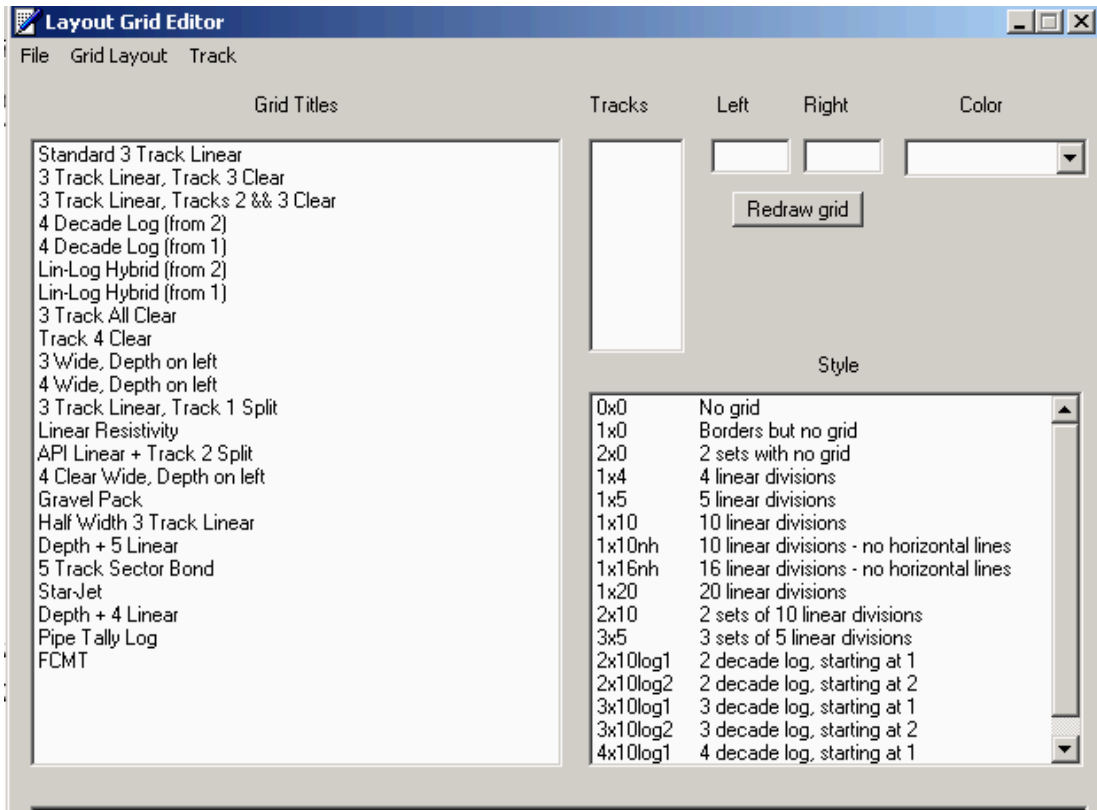 Layout Grid Editor
File Grid Layout Track
Grid Titles
Standard 3 Track Linear
3 Track Linear, Track 3 Clear
3 Track Linear, Tracks 2 && 3 Clear
4 Decade Log (from 2)
4 Decade Log (from 1)
Lin-Log Hybrid (from 2)
Lin-Log Hybrid (from 1)
3 Track All Clear
Track 4 Clear
3 Wide, Depth on left
4 Wide, Depth on left
3 Track Linear, Track 1 Split
Linear Resistivity
API Linear + Track 2 Split
4 Clear Wide, Depth on left
Gravel Pack
Half Width 3 Track Linear
Depth + 5 Linear
5 Track Sector Bond
Star-Jet
Depth + 4 Linear
Pipe Tally Log
FCMT
Tracks Left Right Color
Redraw grid
Style
0x0 No grid
1x0 Borders but no grid
2x0 2 sets with no grid
1x4 4 linear divisions
1x5 5 linear divisions
1x10 10 linear divisions
1x10nh 10 linear divisions - no horizontal lines
1x16nh 16 linear divisions - no horizontal lines
1x20 20 linear divisions
2x10 2 sets of 10 linear divisions
3x5 3 sets of 5 linear divisions
2x10log1 2 decade log, starting at 1
2x10log2 2 decade log, starting at 2
3x10log1 3 decade log, starting at 1
3x10log2 3 decade log, starting at 2
4x10log1 4 decade log, starting at 1